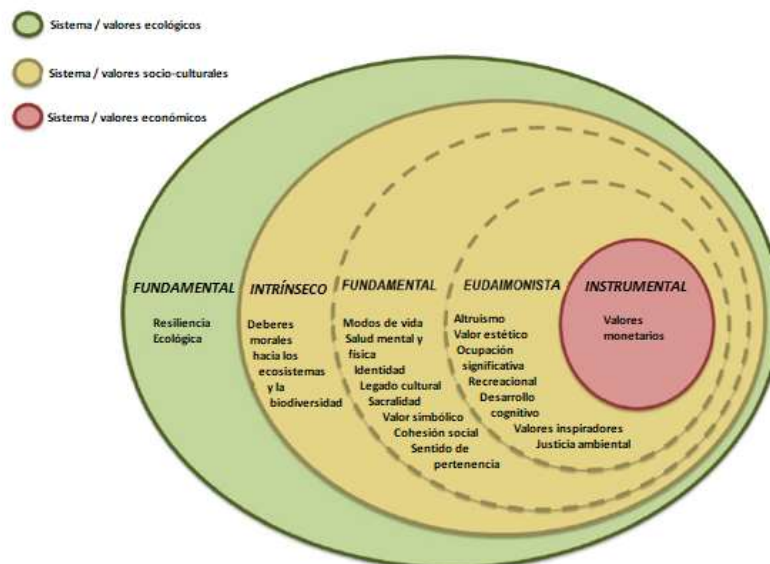 Sistema / valores ecológicos
Sistema / valores socio-culturales
Sistema / valores económicos
FUNDAMENTAL
Resiliencia
Ecológica
INTRÍNSECO
Deberes
morales
hacia los
ecosistemas
y la
biodiversidad
FUNDAMENTAL
Modos de vida
Salud mental y
física
Identidad
Legado cultural
Sacralidad
Valor simbólico
Cohesión social
Sentido de
pertenencia
EUDAIMONISTA
Altruismo
Valor estético
Ocupación
significativa
Recreacional
Desarrollo
cognitivo
Valores inspiradores
Justicia ambiental
INSTRUMENTAL
Valores
monetarios